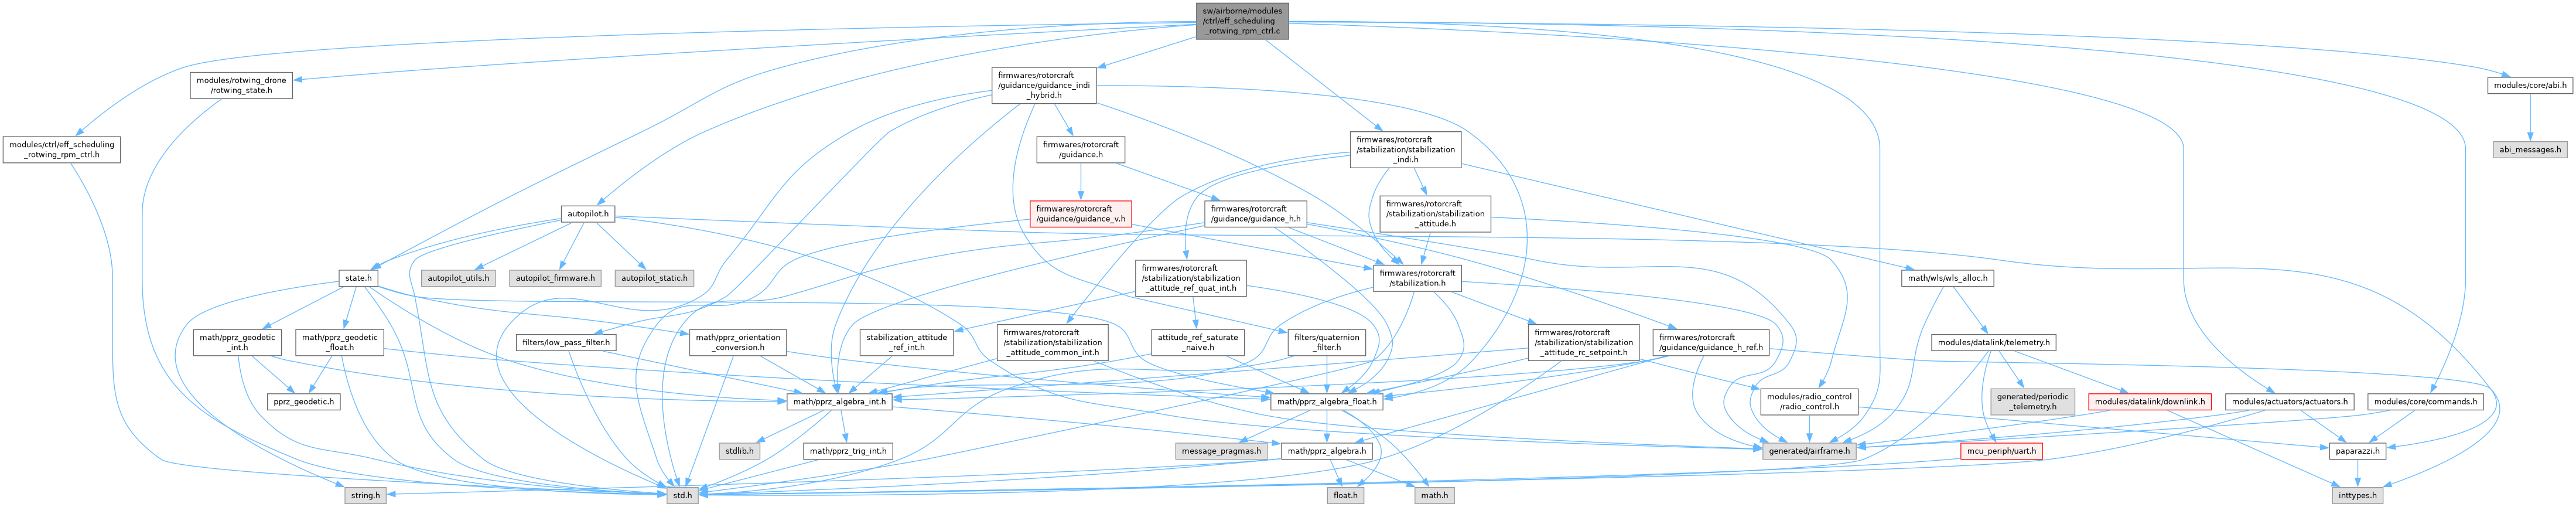 sw/airborne/modules
/ctrl/eff_scheduling
_rotwing_rpm_ctrl.c
modules/rotwing_drone
/rotwing_state.h
firmwares/rotorcraft
/guidance/guidance_indi
_hybrid.h
modules/core/abi.h
modules/ctrl/eff_scheduling
_rotwing_rpm_ctrl.h
firmwares/rotorcraft
/guidance.h
firmwares/rotorcraft
/stabilization/stabilization
_indi.h
abi_messages.h
autopilot.h
firmwares/rotorcraft
/guidance/guidance_v.h
firmwares/rotorcraft
/guidance/guidance_h.h
firmwares/rotorcraft
/stabilization/stabilization
_attitude.h
state.h
autopilot_utils.h
autopilot_firmware.h
autopilot_static.h
firmwares/rotorcraft
/stabilization/stabilization
_attitude_ref_quat_int.h
firmwares/rotorcraft
/stabilization.h
math/wls/wls_alloc.h
math/pprz_geodetic
_int.h
math/pprz_geodetic
_float.h
filters/low_pass_filter.h
math/pprz_orientation
_conversion.h
stabilization_attitude
_ref_int.h
firmwares/rotorcraft
/stabilization/stabilization
_attitude_common_int.h
attitude_ref_saturate
_naive.h
filters/quaternion
_filter.h
firmwares/rotorcraft
/stabilization/stabilization
_attitude_rc_setpoint.h
firmwares/rotorcraft
/guidance/guidance_h_ref.h
modules/datalink/telemetry.h
pprz_geodetic.h
math/pprz_algebra_int.h
math/pprz_algebra_float.h
modules/radio_control
/radio_control.h
generated/periodic
_telemetry.h
modules/datalink/downlink.h
modules/actuators/actuators.h
modules/core/commands.h
stdlib.h
math/pprz_trig_int.h
message_pragmas.h
math/pprz_algebra.h
generated/airframe.h
mcu_periph/uart.h
paparazzi.h
string.h
std.h
float.h
math.h
inttypes.h